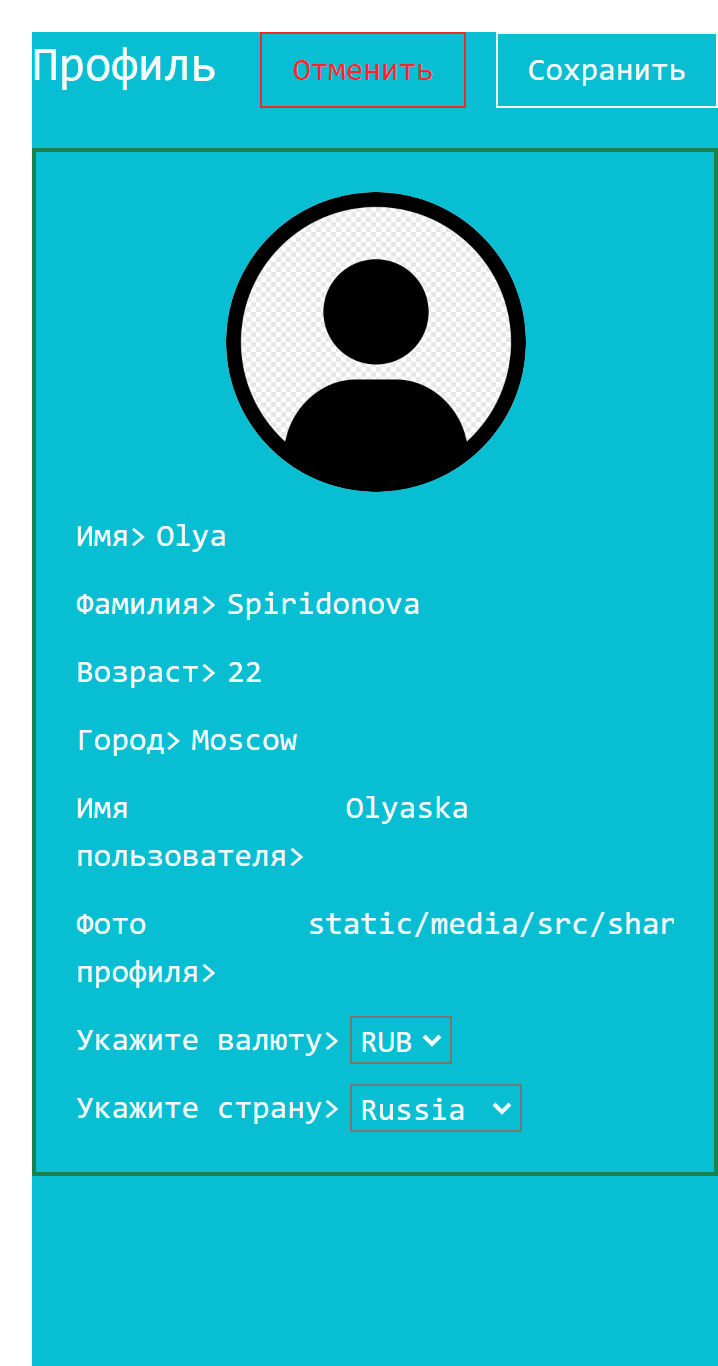 Профиль Отменить Сохранить
Имя> Olya
Фамилия> Spiridonova
Возраст> 22
Город> Moscow
Имя Olyaska
пользователя>
Фото static/media/src/shar
профиля>
Укажите валюту> RUB
Укажите страну> Russia